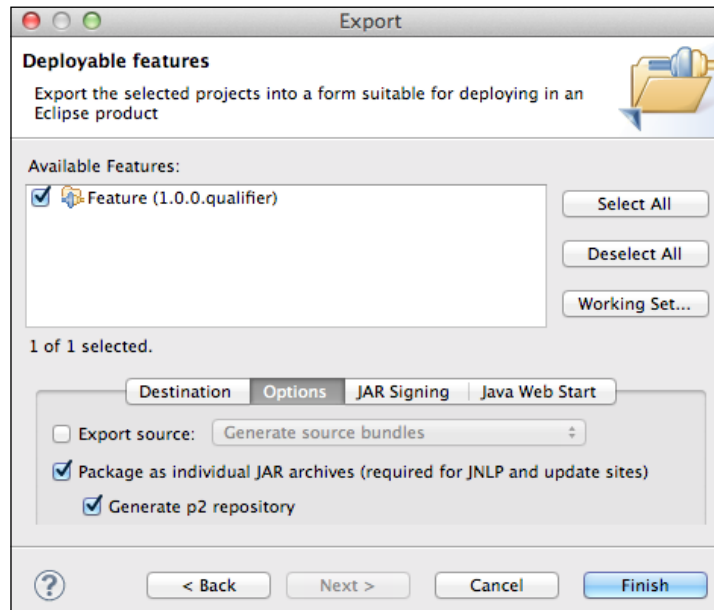 Export
Deployable features
Export the selected projects into a form suitable for deploying in an
Eclipse product
Available Features:
Feature (1.0.0.qualifier)
Select All
Deselect All
Working Set...
1 of 1 selected.
Destination Options JAR Signing Java Web Start
Export source: Generate source bundles
Package as individual JAR archives (required for JNLP and update sites)
Generate p2 repository
? < Back Next > Cancel Finish